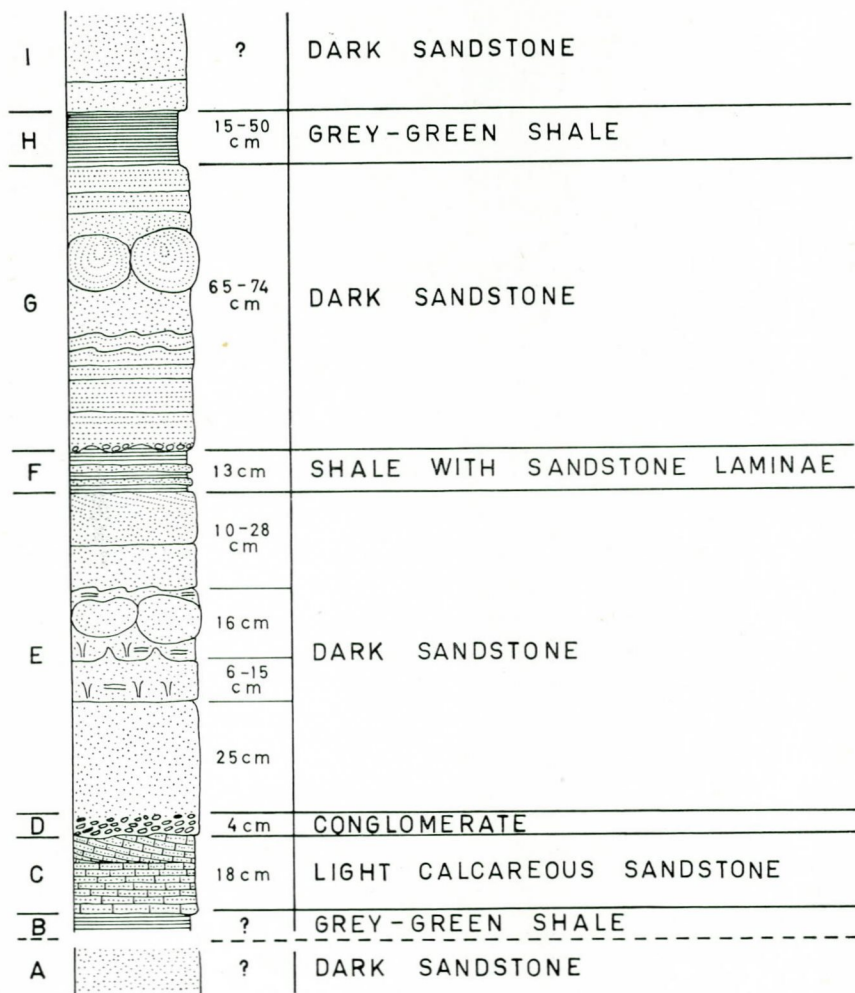 I ? DARK SANDSTONE
H 15-50 cm GREY-GREEN SHALE
G 65-74 cm DARK SANDSTONE
F 13cm SHALE WITH SANDSTONE LAMINAE
10-28 cm
16cm
E DARK SANDSTONE
6-15 cm
25cm
D 4cm CONGLOMERATE
C 18cm LIGHT CALCAREOUS SANDSTONE
B ? GREY-GREEN SHALE
A ? DARK SANDSTONE